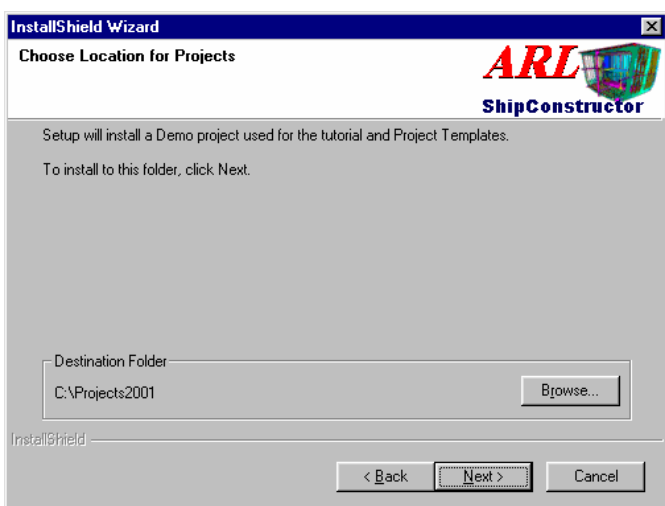 InstallShield Wizard
Choose Location for Projects
ARL
ShipConstructor
Setup will install a Demo project used for the tutorial and Project Templates.
To install to this folder, click Next.
Destination Folder
C:\Projects2001
Browse...
InstallShield
< Back
Next >
Cancel